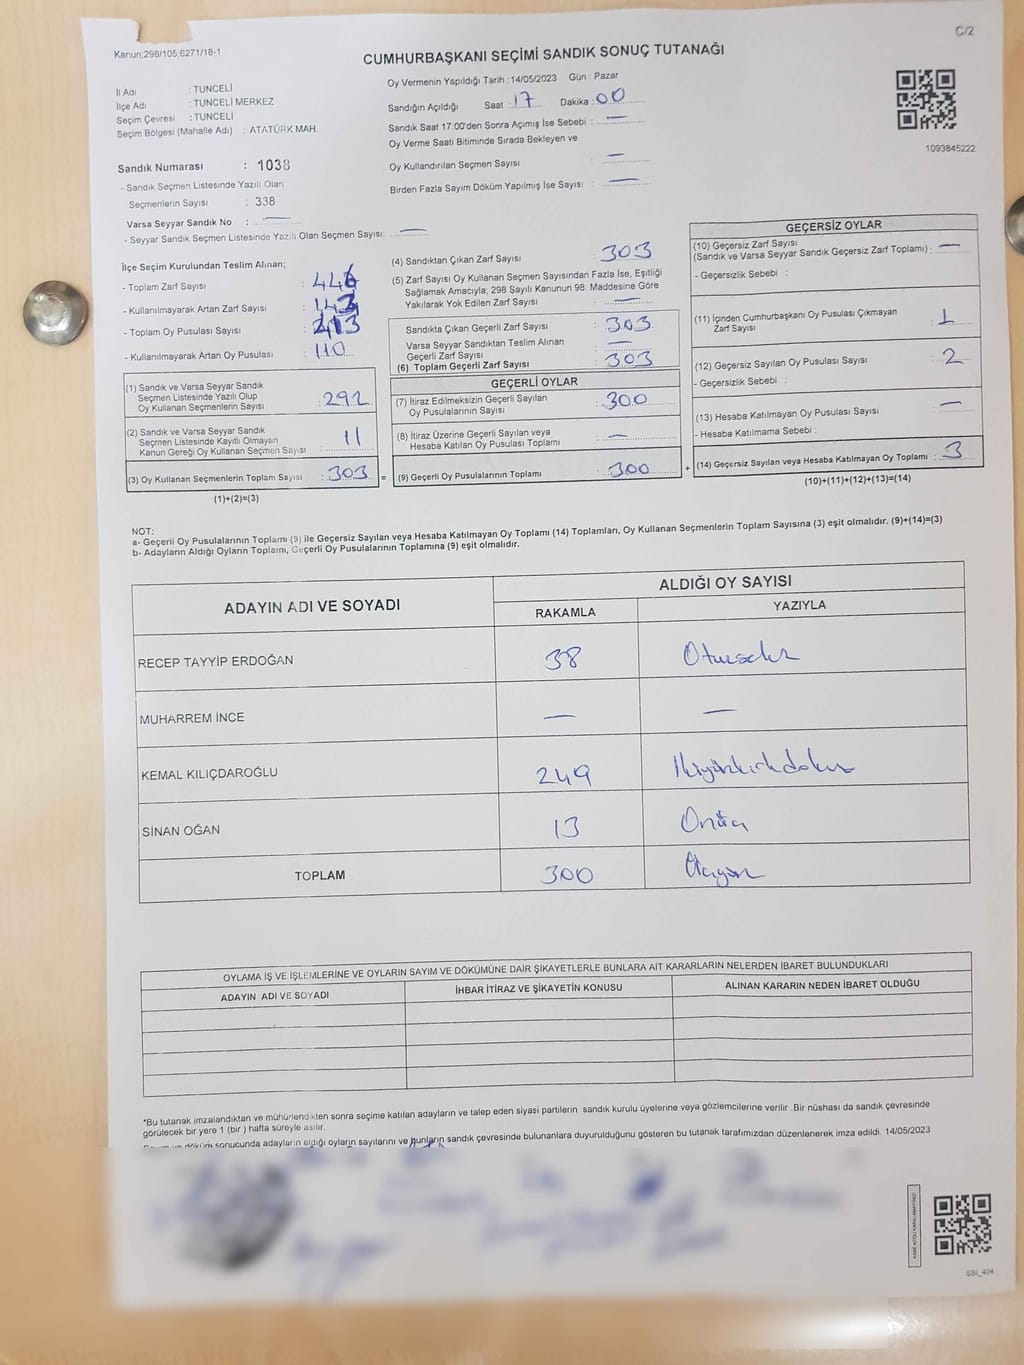 C/2
Kanun;298/105,6271/18-1
CUMHURBAŞKANI SEÇİMİ SANDIK SONUÇ TUTANAĞI
İl Adı : TUNCELİ
İlçe Adı : TUNCELİ MERKEZ
Seçim Çevresi : TUNCELİ
Seçim Bölgesi (Mahalle Adı) : ATATÜRK MAH.
Sandık Numarası : 1038
- Sandık Seçmen Listesinde Yazılı Olan
Seçmenlerin Sayısı : 338
Varsa Seyyar Sandık No : —
- Seyyar Sandık Seçmen Listesinde Yazılı Olan Seçmen Sayısı: —
Oy Vermenin Yapıldığı Tarih : 14/05/2023 Gün : Pazar
Sandığın Açıldığı Saat : 17 Dakika : 00
Sandık Saat 17:00'den Sonra Açılmış İse Sebebi : —
Oy Verme Saati Bitiminde Sırada Bekleyen ve
Oy Kullandırılan Seçmen Sayısı : —
Birden Fazla Sayım Döküm Yapılmış İse Sayısı : —
1093845222
İlçe Seçim Kurulundan Teslim Alınan;
- Toplam Zarf Sayısı : 446
- Kullanılmayarak Artan Zarf Sayısı : 143
- Toplam Oy Pusulası Sayısı : 413
- Kullanılmayarak Artan Oy Pusulası : 110
(1) Sandık ve Varsa Seyyar Sandık
Seçmen Listesinde Yazılı Olup
Oy Kullanan Seçmenlerin Sayısı : 292
(2) Sandık ve Varsa Seyyar Sandık
Seçmen Listesinde Kayıtlı Olmayan
Kanun Gereği Oy Kullanan Seçmen Sayısı : 11
(3) Oy Kullanan Seçmenlerin Toplam Sayısı : 303 =
(1)+(2)=(3)
(4) Sandıktan Çıkan Zarf Sayısı : 303
(5) Zarf Sayısı Oy Kullanan Seçmen Sayısından Fazla İse, Eşitliği
Sağlamak Amacıyla; 298 Sayılı Kanunun 98. Maddesine Göre
Yakılarak Yok Edilen Zarf Sayısı : —
Sandıkta Çıkan Geçerli Zarf Sayısı : 303
Varsa Seyyar Sandıktan Teslim Alınan
Geçerli Zarf Sayısı : —
(6) Toplam Geçerli Zarf Sayısı : 303
GEÇERLİ OYLAR
(7) İtiraz Edilmeksizin Geçerli Sayılan
Oy Pusulalarının Sayısı : 300
(8) İtiraz Üzerine Geçerli Sayılan veya
Hesaba Katılan Oy Pusulası Toplamı : —
(9) Geçerli Oy Pusulalarının Toplamı : 300 +
GEÇERSİZ OYLAR
(10) Geçersiz Zarf Sayısı
(Sandık ve Varsa Seyyar Sandık Geçersiz Zarf Toplamı) : —
- Geçersizlik Sebebi :
(11) İçinden Cumhurbaşkanı Oy Pusulası Çıkmayan
Zarf Sayısı : 1
(12) Geçersiz Sayılan Oy Pusulası Sayısı : 2
- Geçersizlik Sebebi :
(13) Hesaba Katılmayan Oy Pusulası Sayısı : —
- Hesaba Katılmama Sebebi :
(14) Geçersiz Sayılan veya Hesaba Katılmayan Oy Toplamı : 3
(10)+(11)+(12)+(13)=(14)
NOT:
a- Geçerli Oy Pusulalarının Toplamı (9) ile Geçersiz Sayılan veya Hesaba Katılmayan Oy Toplamı (14) Toplamları, Oy Kullanan Seçmenlerin Toplam Sayısına (3) eşit olmalıdır. (9)+(14)=(3)
b- Adayların Aldığı Oyların Toplamı, Geçerli Oy Pusulalarının Toplamına (9) eşit olmalıdır.
ADAYIN ADI VE SOYADI ALDIĞI OY SAYISI
RAKAMLA YAZIYLA
RECEP TAYYİP ERDOĞAN 38 Otuzsekiz
MUHARREM İNCE — —
KEMAL KILIÇDAROĞLU 249 İkiyüzkırkdokuz
SİNAN OĞAN 13 Onüç
TOPLAM 300 Üçyüz
OYLAMA İŞ VE İŞLEMLERİNE VE OYLARIN SAYIM VE DÖKÜMÜNE DAİR ŞİKAYETLERLE BUNLARA AİT KARARLARIN NELERDEN İBARET BULUNDUKLARI
ADAYIN ADI VE SOYADI İHBAR İTİRAZ VE ŞİKAYETİN KONUSU ALINAN KARARIN NEDEN İBARET OLDUĞU
*Bu tutanak imzalandıktan ve mühürlendikten sonra seçime katılan adayların ve talep eden siyasi partilerin sandık kurulu üyelerine veya gözlemcilerine verilir .Bir nüshası da sandık çevresinde
görülecek bir yere 1 (bir ) hafta süreyle asılır.
döküm sonucunda adayların aldığı oyların sayılarını ve bunların sandık çevresinde bulunanlara duyurulduğunu gösteren bu tutanak tarafımızdan düzenlenerek imza edildi. 14/05/2023